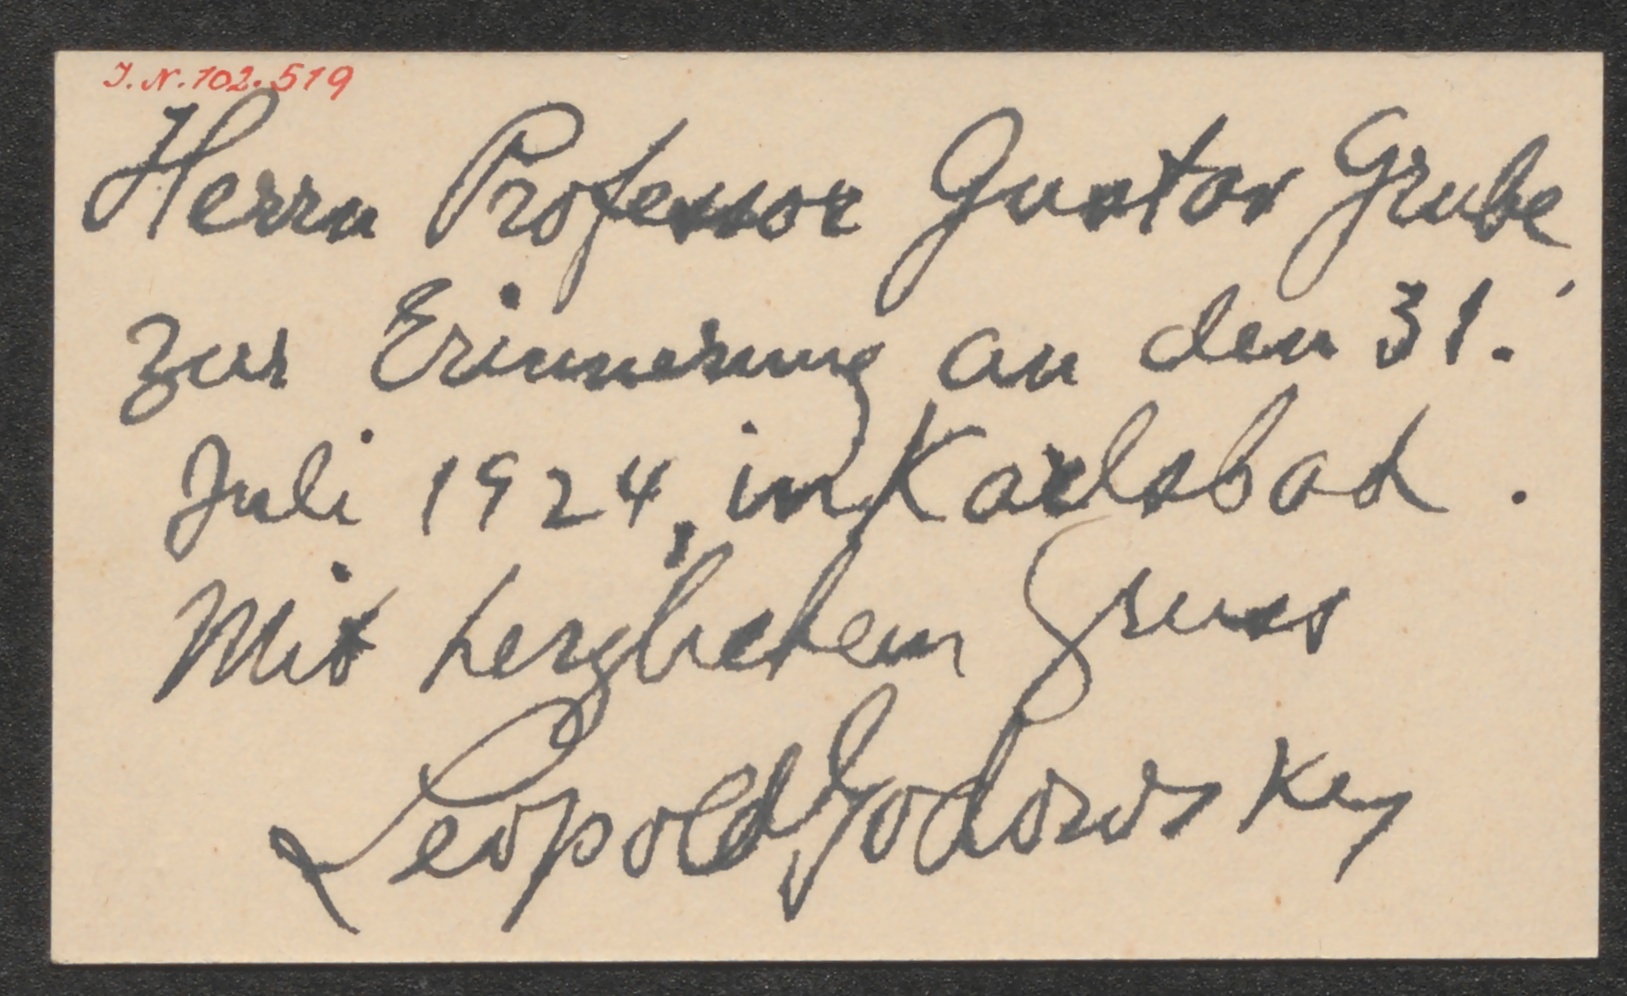 J.N. 102.519
Herrn Professor Gustav Grube,
zur Erinnerung an den 31.
Juli 1924, in Karlsbad.
Mit herzlichem Gruss
Leopold Godowsky